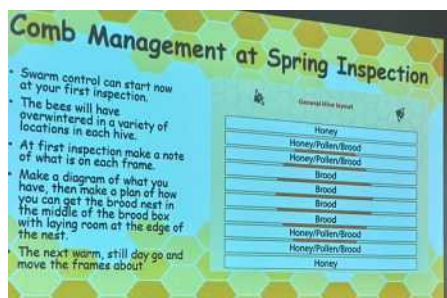 Comb Management at Spring Inspection
• Swarm control can start now
at your first inspection.
• The bees will have
overwintered in a variety of
locations in each hive.
• At first inspection make a note
of what is on each frame.
• Make a diagram of what you
have, then make a plan of how
you can get the brood nest in
the middle of the brood box
with laying room at the edge of
the nest.
• The next warm, still day go and
move the frames about
General Hive layout
Honey
Honey/Pollen/Brood
Honey/Pollen/Brood
Brood
Brood
Brood
Brood
Honey/Pollen/Brood
Honey/Pollen/Brood
Honey